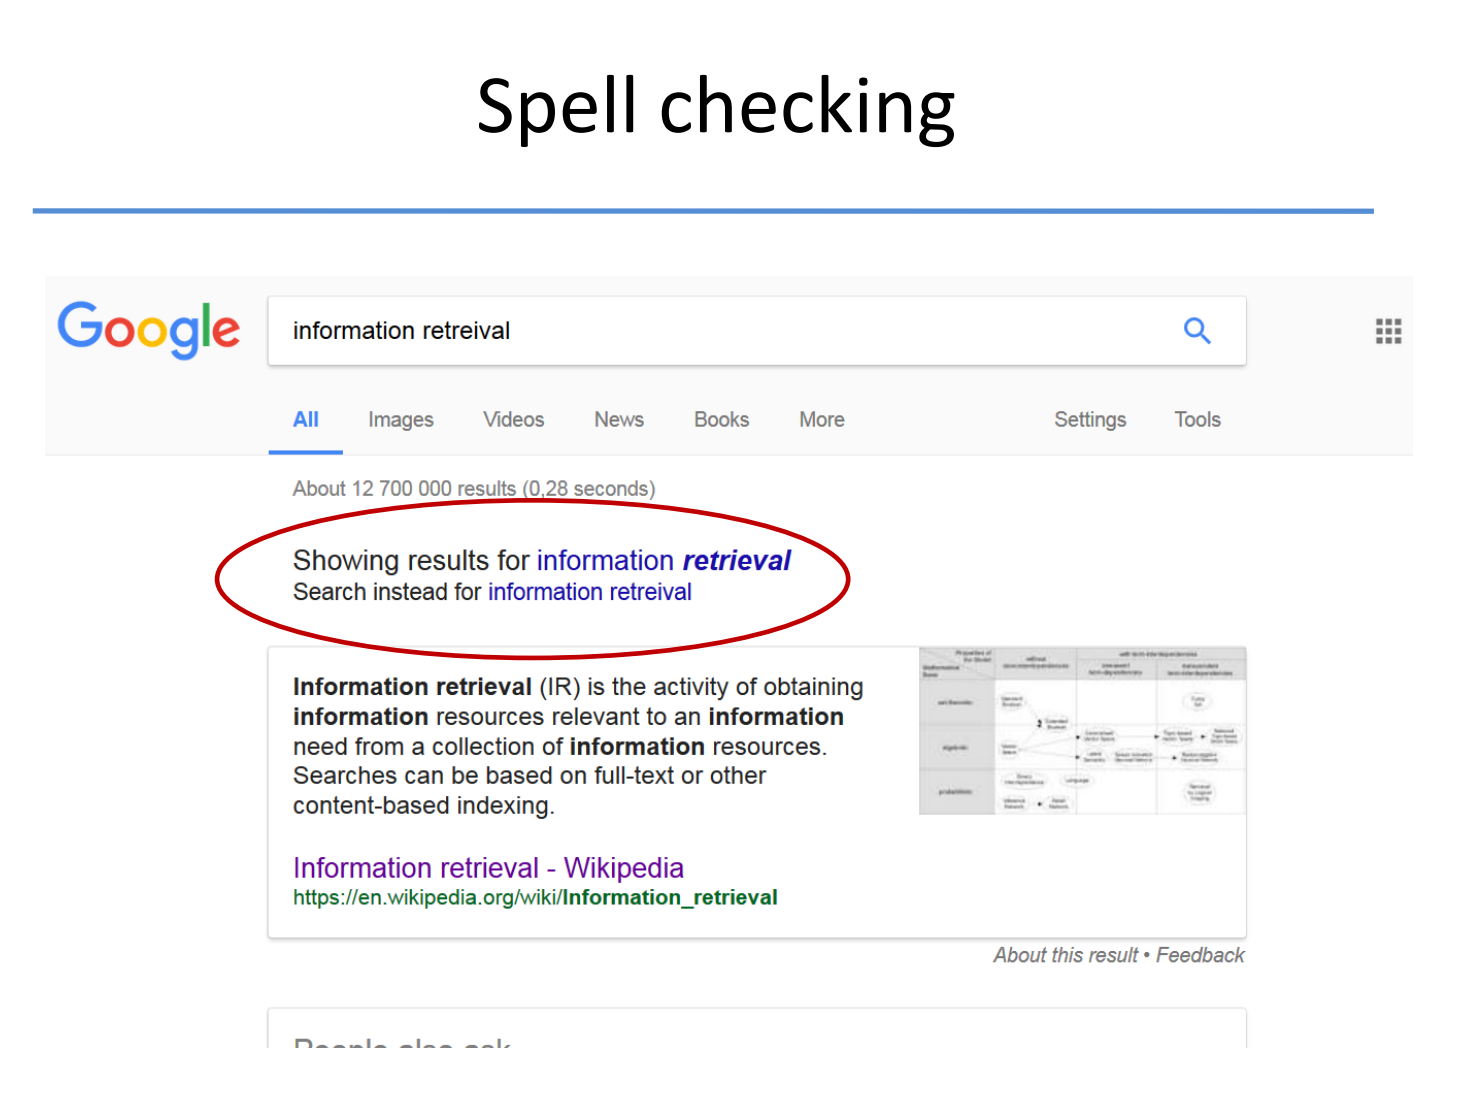 Spell checking
Google
information retreival
All Images Videos News Books More Settings Tools
About 12 700 000 results (0,28 seconds)
Showing results for information retrieval
Search instead for information retreival
Information retrieval (IR) is the activity of obtaining
information resources relevant to an information
need from a collection of information resources.
Searches can be based on full-text or other
content-based indexing.
Information retrieval - Wikipedia
https://en.wikipedia.org/wiki/Information_retrieval
About this result • Feedback
People also ask